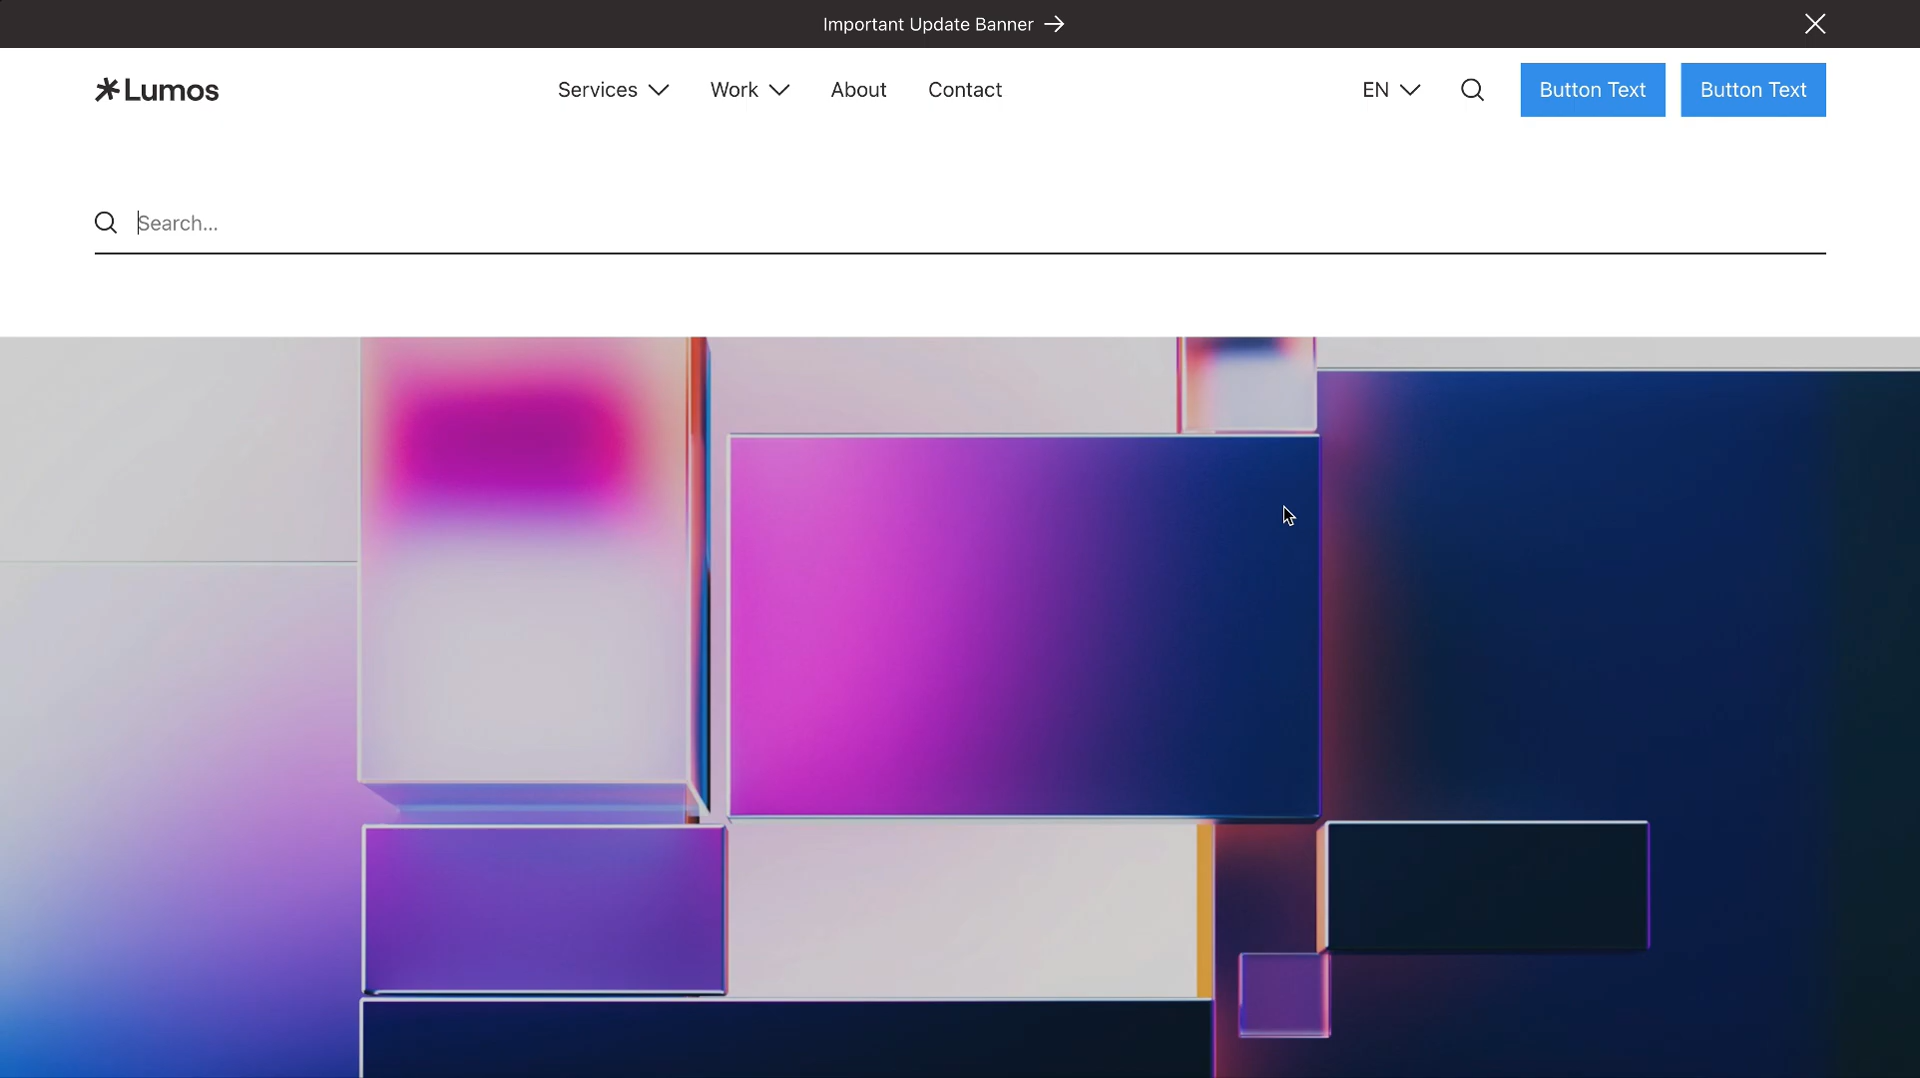 Important Update Banner
Lumos
Services
Work
About
Contact
EN
Button Text
Button Text
Search...